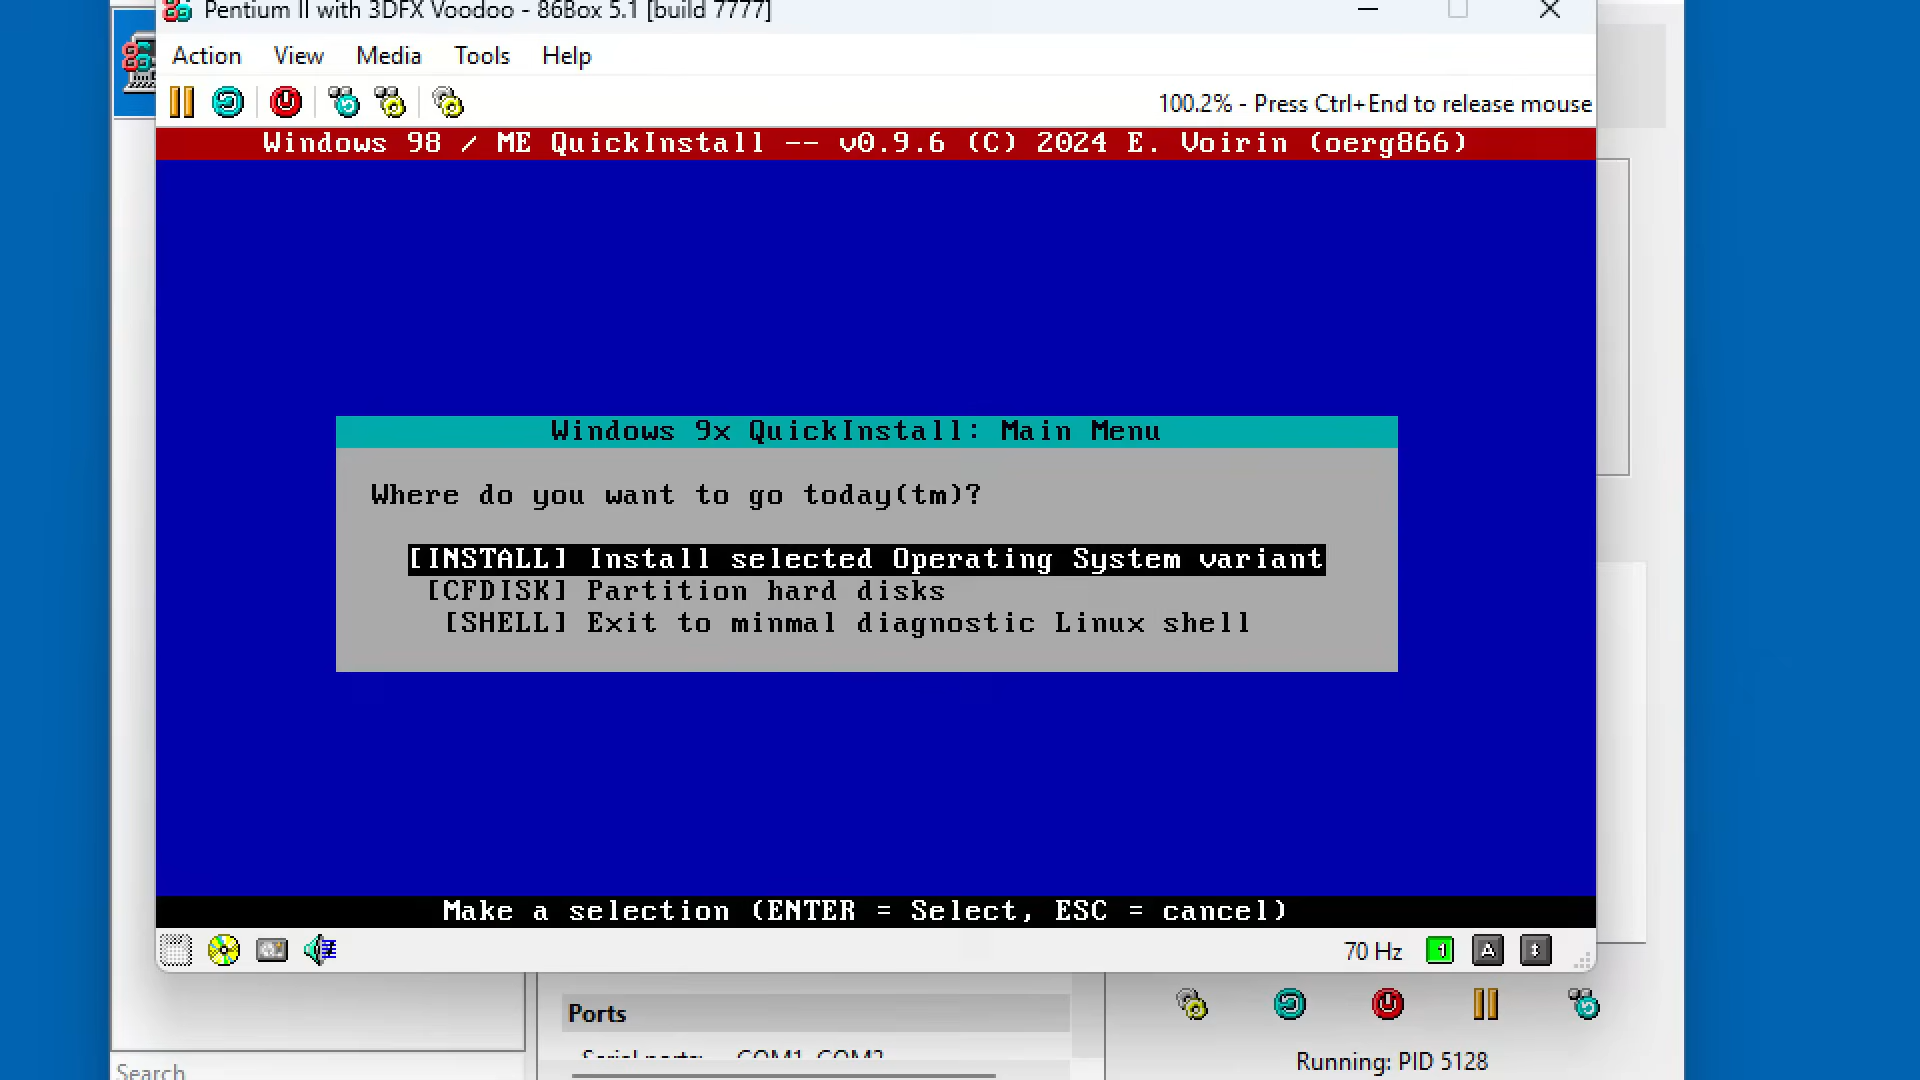 Pentium II with 3DFX Voodoo - 86Box 5.1 [build 7777]
Action View Media Tools Help
100.2% - Press Ctrl+End to release mouse
Windows 98 / ME QuickInstall -- v0.9.6 (C) 2024 E. Voirin (oerg866)
Windows 9x QuickInstall: Main Menu
Where do you want to go today(tm)?
[INSTALL] Install selected Operating System variant
[CFDISK] Partition hard disks
[SHELL] Exit to minmal diagnostic Linux shell
Make a selection (ENTER = Select, ESC = cancel)
70 Hz
Ports
Serial ports: COM1, COM2
Running: PID 5128
Search